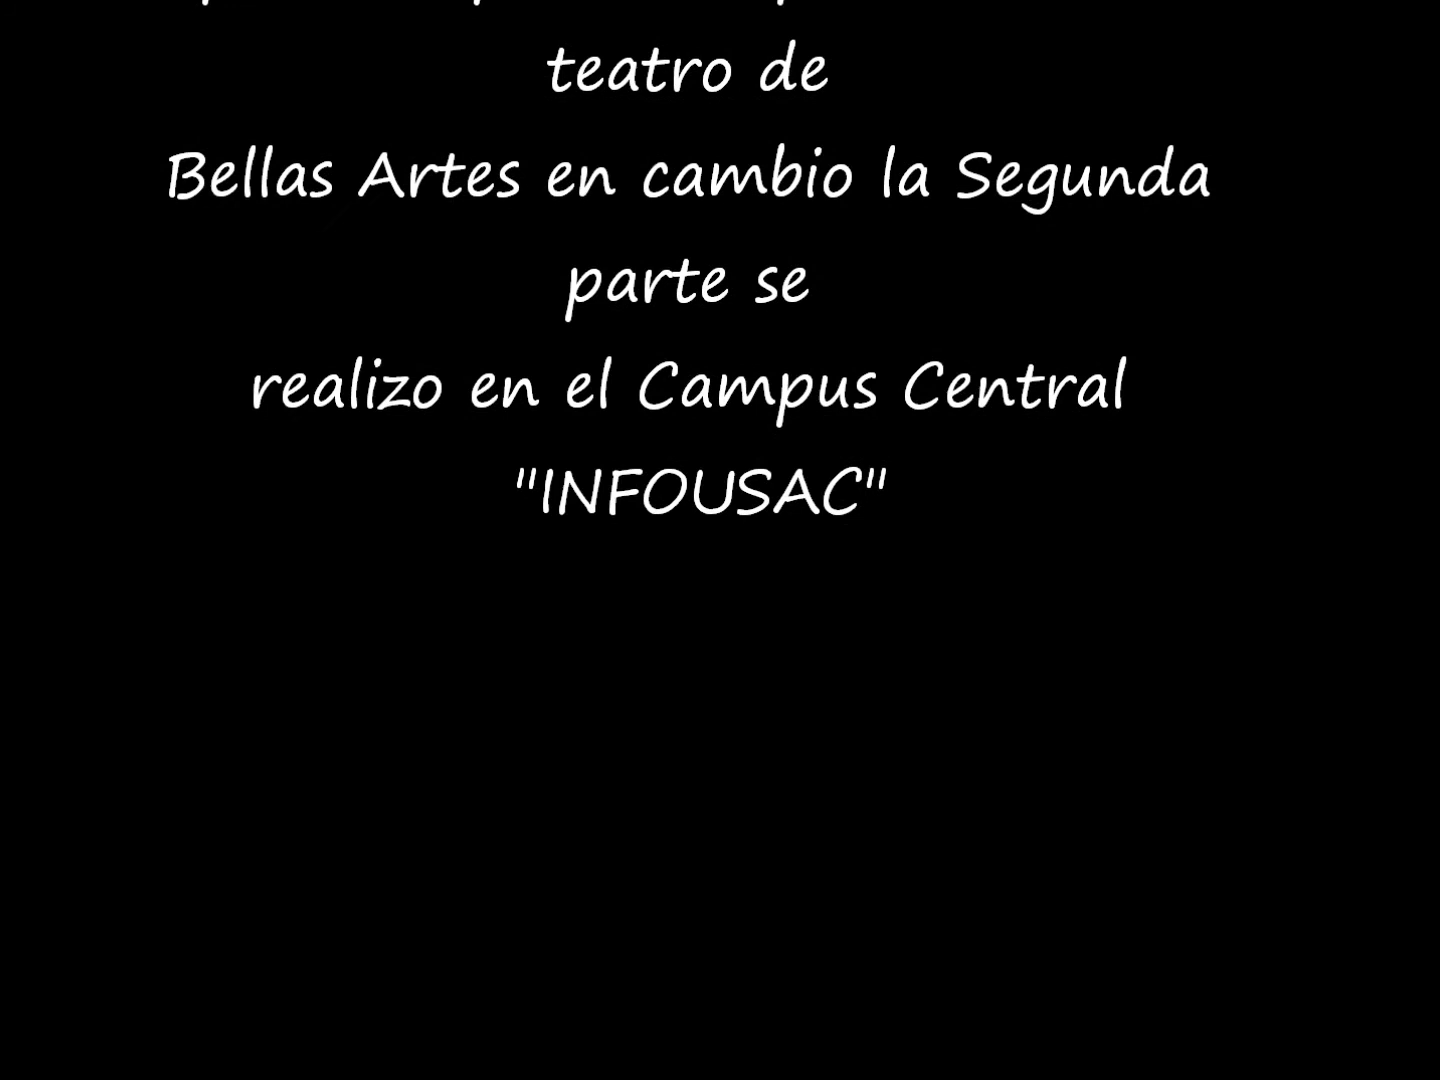 teatro de
Bellas Artes en cambio la Segunda
parte se
realizo en el Campus Central
"INFOUSAC"